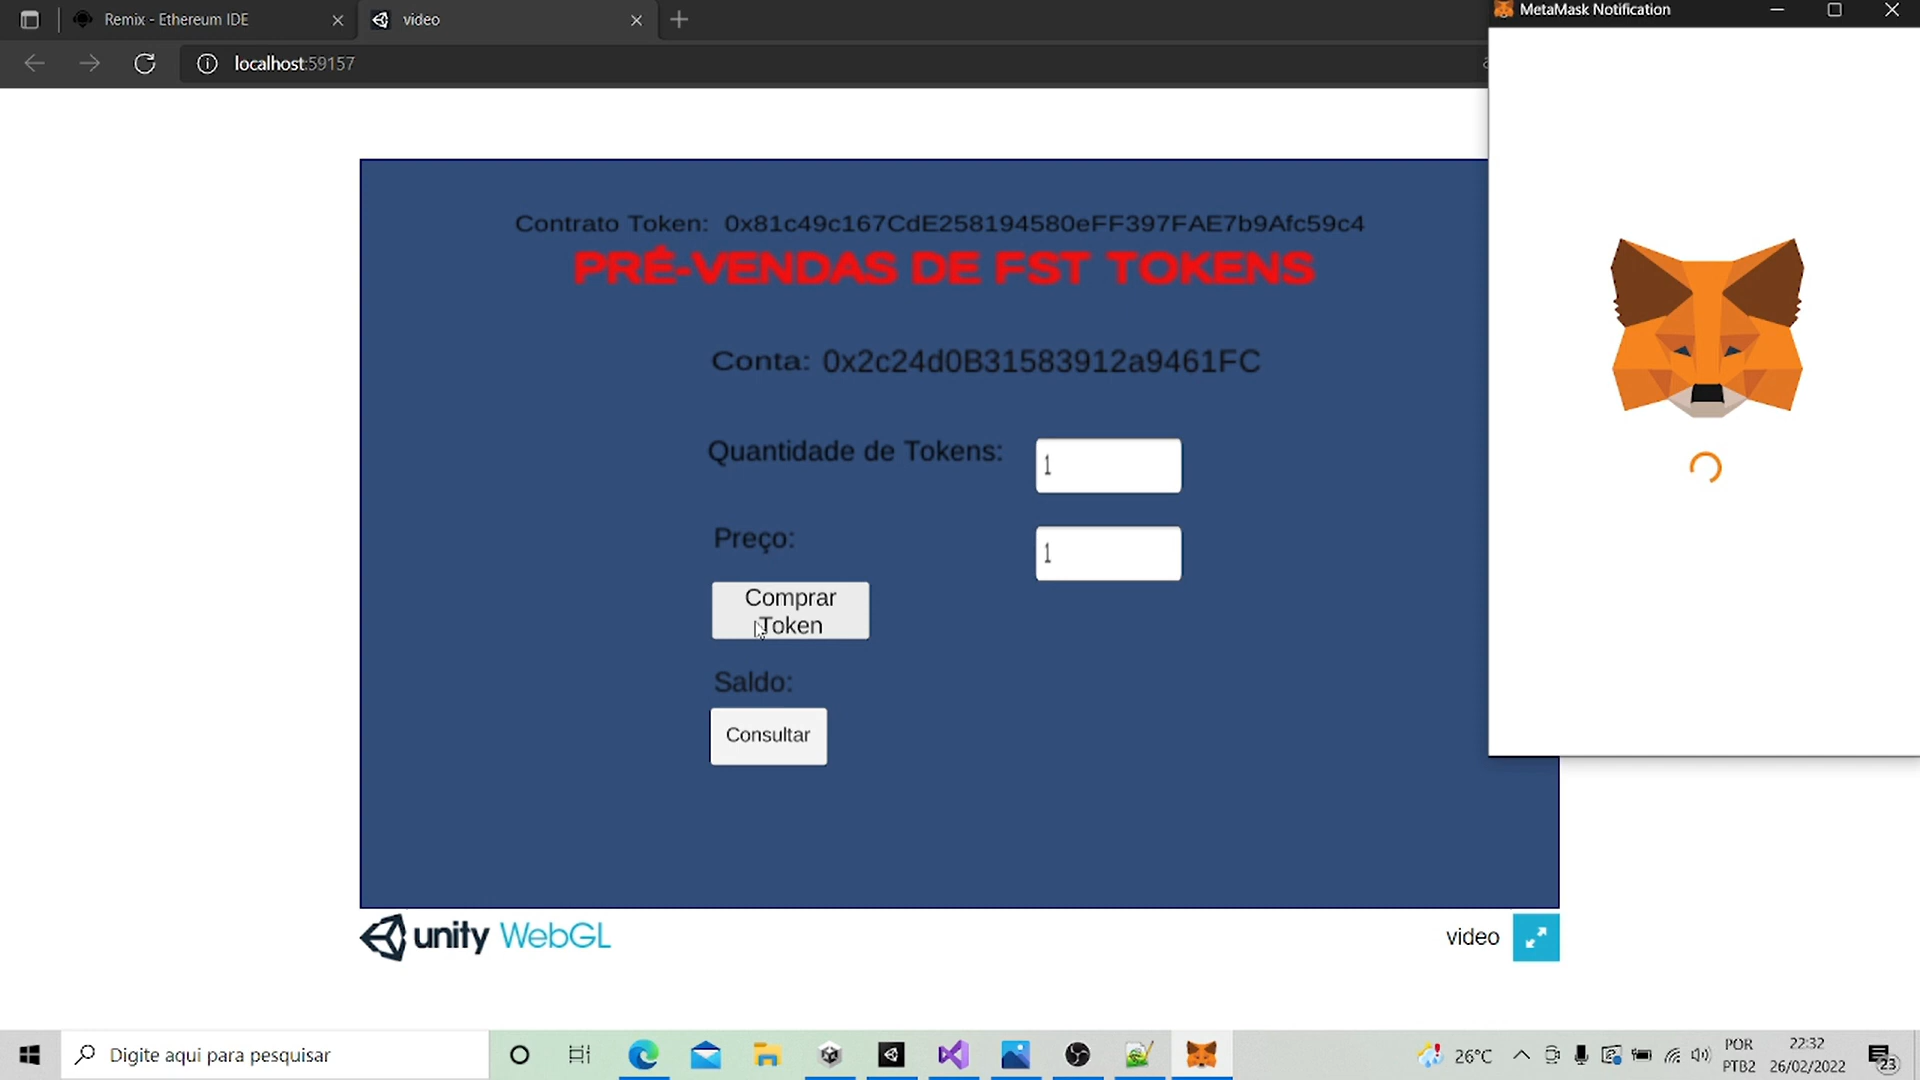 Remix - Ethereum IDE
video
MetaMask Notification
localhost:59157
Contrato Token: 0x81c49c167CdE258194580eFF397FAE7b9Afc59c4
PRÉ-VENDAS DE FST TOKENS
Conta: 0x2c24d0B31583912a9461FC
Quantidade de Tokens:
1
Preço:
1
Comprar
Token
Saldo:
Consultar
unity WebGL
video
Digite aqui para pesquisar
26°C
POR
PTB2
22:32
26/02/2022
23